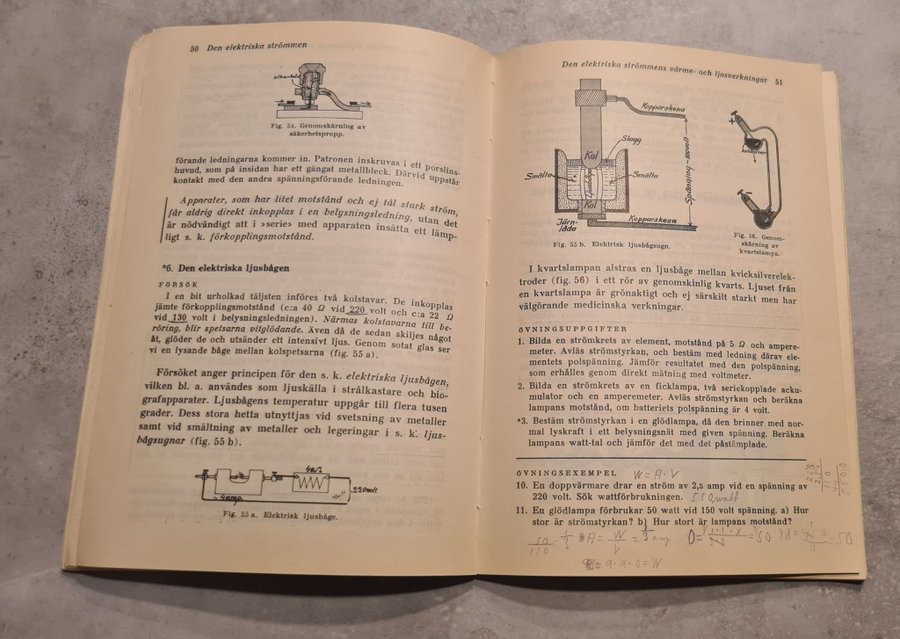 50 Den elektriska strömmen
silvertråd
Fig. 54. Genomskärning av
säkerhetspropp.
förande ledningarna kommer in. Patronen inskruvas i ett porslins-
huvud, som på insidan har ett gängat metallbleck. Därvid uppstår
kontakt med den andra spänningsförande ledningen.
Apparater, som har litet motstånd och ej tål stark ström,
får aldrig direkt inkopplas i en belysningsledning, utan det
är nödvändigt att i »serie» med apparaten insätta ett lämp-
ligt s. k. förkopplingsmotstånd.
*6. Den elektriska ljusbågen
FÖRSÖK
I en bit urholkad täljsten införes två kolstavar. De inkopplas
jämte förkopplingsmotstånd (c:a 40 Ω vid 220 volt och c:a 22 Ω
vid 130 volt i belysningsledningen). Närmas kolstavarna till be-
röring, blir spetsarna vitglödande. Även då de sedan skiljes något
åt, glöder de och utsänder ett intensivt ljus. Genom sotat glas ser
vi en lysande båge mellan kolspetsarna (fig. 55 a).
Försöket anger principen för den s. k. elektriska ljusbågen,
vilken bl. a. användes som ljuskälla i strålkastare och bio-
grafapparater. Ljusbågens temperatur uppgår till flera tusen
grader. Dess stora hetta utnyttjas vid svetsning av metaller
samt vid smältning av metaller och legeringar i s. k. ljus-
bågsugnar (fig. 55 b).
40Ω
220volt
4amp.
Fig. 55 a. Elektrisk ljusbåge.
Den elektriska strömmens värme- och ljusverkningar 51
Kopparskena
Kol
Slagg
Smälta
Ljusbåge
Smältn
Spänning
Kopparskena
Järn-
låda
Fig. 55 b. Elektrisk ljusbågsugn.
+
Fig. 56. Genom-
skärning av
kvartslampa.
I kvartslampan alstras en ljusbåge mellan kvicksilverelek-
troder (fig. 56) i ett rör av genomskinlig kvarts. Ljuset från
en kvartslampa är grönaktigt och ej särskilt starkt men har
välgörande medicinska verkningar.
ÖVNINGSUPPGIFTER
1. Bilda en strömkrets av element, motstånd på 5 Ω och ampere-
meter. Avläs strömstyrkan, och bestäm med ledning därav ele-
mentets polspänning. Jämför resultatet med den polspänning,
som erhålles genom direkt mätning med voltmeter.
2. Bilda en strömkrets av en ficklampa, två seriekopplade acku-
mulator och en amperemeter. Avläs strömstyrkan och beräkna
lampans motstånd, om batteriets polspänning är 4 volt.
*3. Bestäm strömstyrkan i en glödlampa, då den brinner med nor-
mal lyskraft i ett belysningsnät med given spänning. Beräkna
lampans watt-tal och jämför det med det påstämplade.
ÖVNINGSEXEMPEL W=A·V
10. En doppvärmare drar en ström av 2,5 amp vid en spänning av
220 volt. Sök wattförbrukningen. 550watt
11. En glödlampa förbrukar 50 watt vid 150 volt spänning. a) Hur
stor är strömstyrkan? b) Hur stort är lampans motstånd?
50/150 = 1/3 A = W/V = 1/3 amp